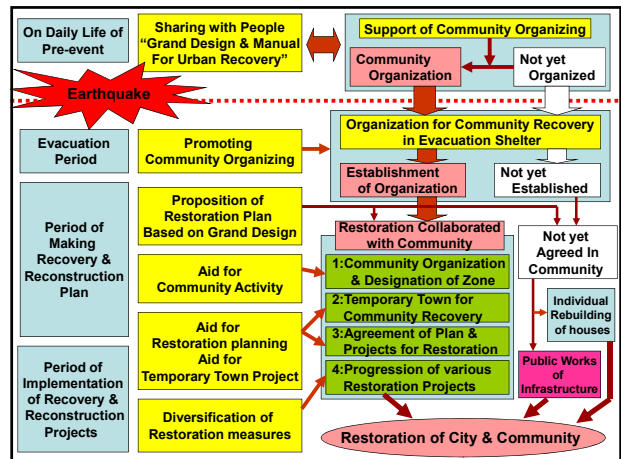 On Daily Life of
Pre-event
Sharing with People
“Grand Design & Manual
For Urban Recovery”
Support of Community Organizing
Community
Organization
Not yet
Organized
Earthquake
Evacuation
Period
Promoting
Community Organizing
Organization for Community Recovery
in Evacuation Shelter
Establishment
of Organization
Not yet
Established
Period of
Making
Recovery &
Reconstruction
Plan
Proposition of
Restoration Plan
Based on Grand Design
Restoration Collaborated
with Community
Not yet
Agreed In
Community
Aid for
Community Activity
1:Community Organization
& Designation of Zone
2:Temporary Town for
Community Recovery
3:Agreement of Plan &
Projects for Restoration
4:Progression of various
Restoration Projects
Individual
Rebuilding
of houses
Aid for
Restoration planning
Aid for
Temporary Town Project
Public Works
of
Infrastructure
Period of
Implementation
of Recovery &
Reconstruction
Projects
Diversification of
Restoration measures
Restoration of City & Community